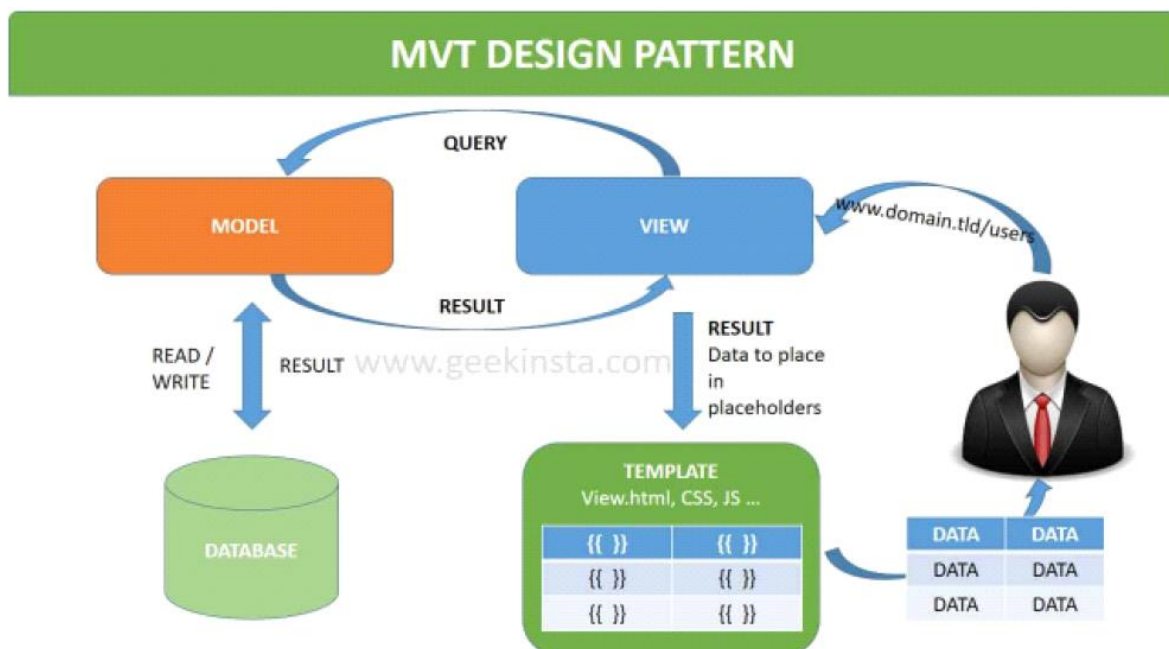 MVT DESIGN PATTERN
QUERY
MODEL
VIEW
www.domain.tld/users
RESULT
READ /
WRITE
RESULT
www.geekinsta.com
RESULT
Data to place
in
placeholders
DATABASE
TEMPLATE
View.html, CSS, JS ...
{{ }} {{ }}
{{ }} {{ }}
{{ }} {{ }}
DATA DATA
DATA DATA
DATA DATA